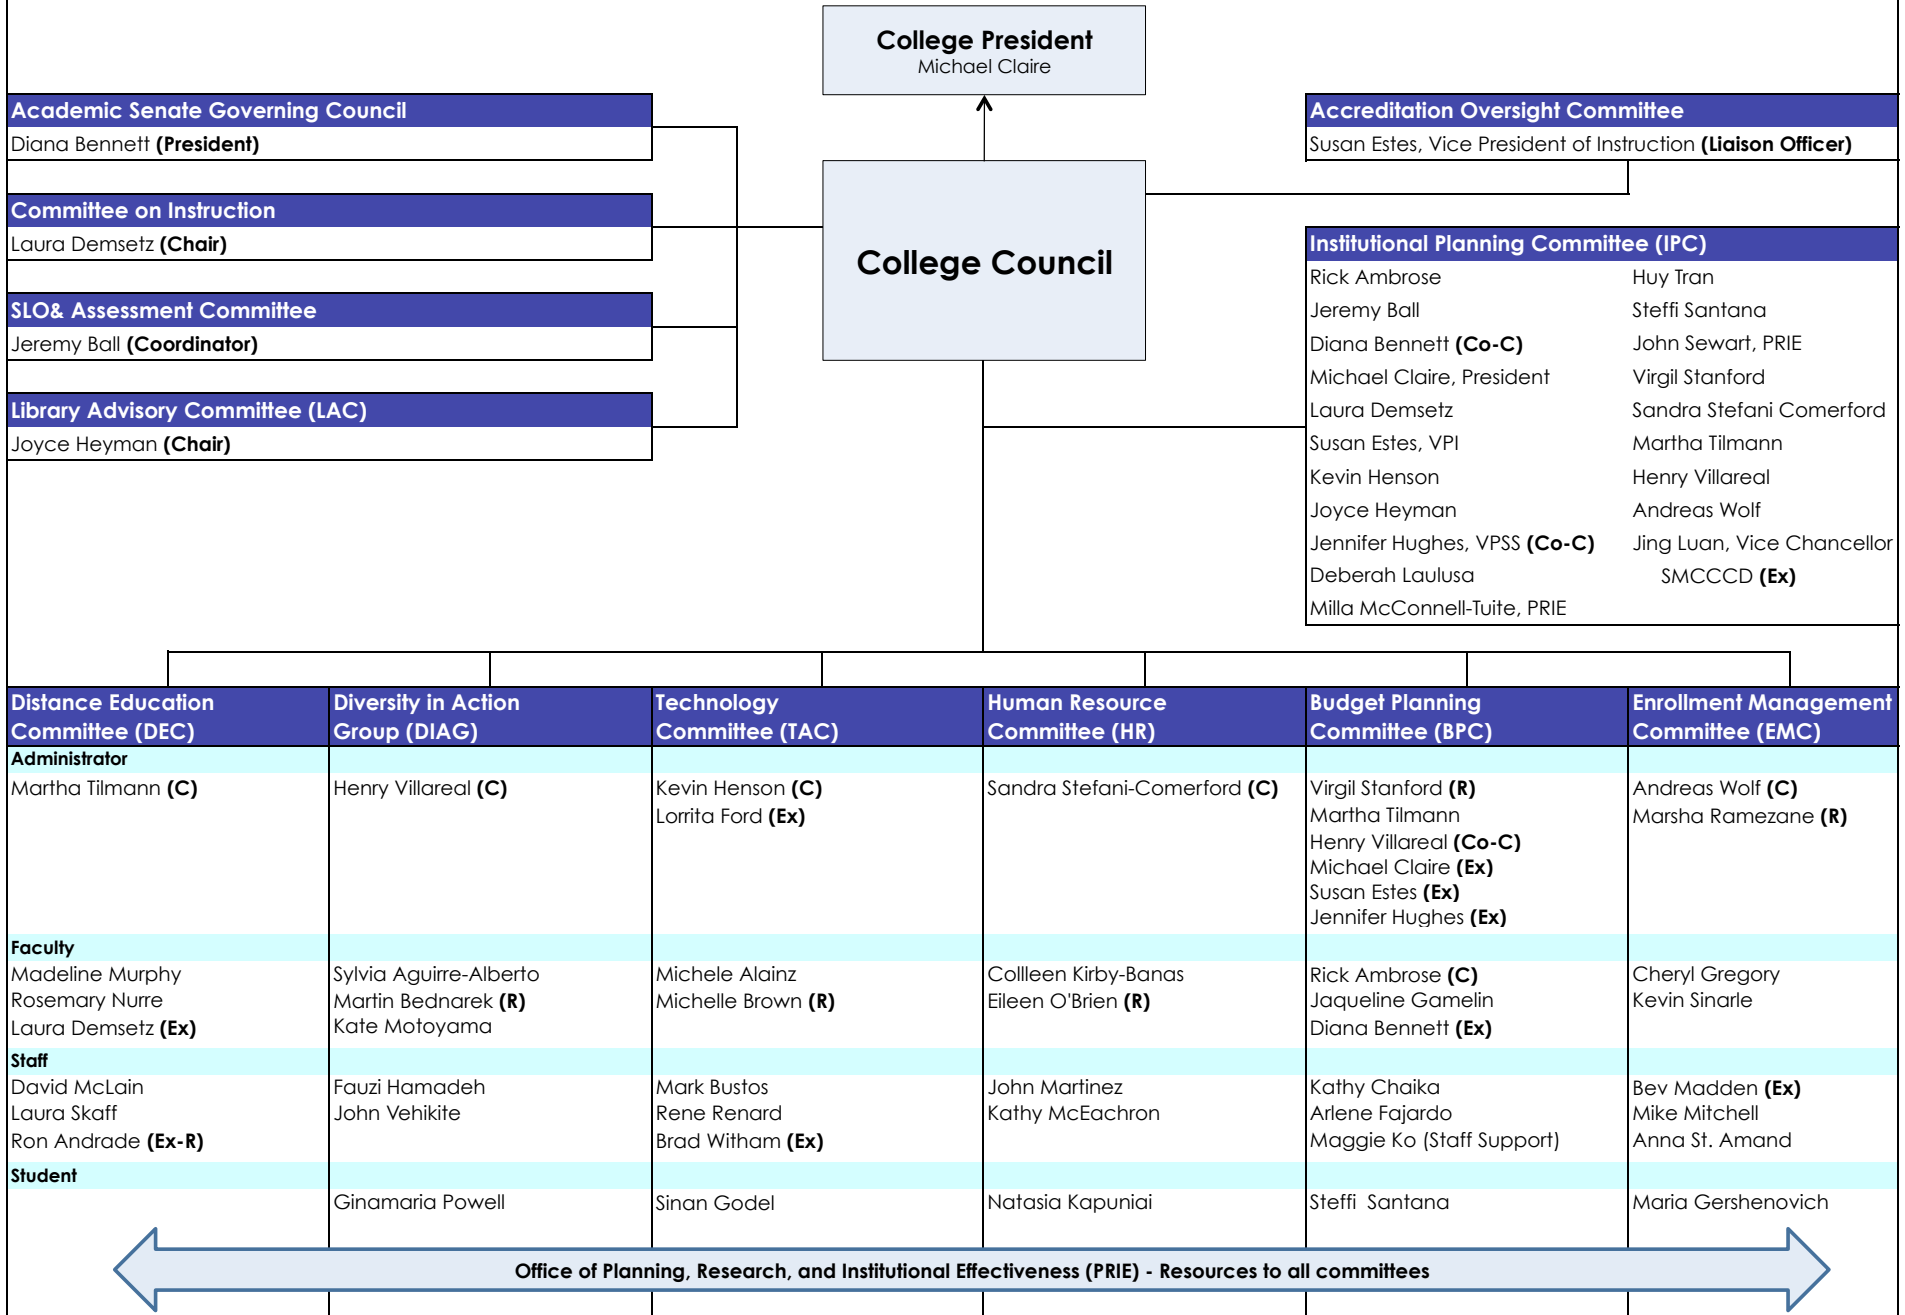 College President
Michael Claire
Academic Senate Governing Council
Diana Bennett (President)
Committee on Instruction
Laura Demsetz (Chair)
SLO& Assessment Committee
Jeremy Ball (Coordinator)
Library Advisory Committee (LAC)
Joyce Heyman (Chair)
College Council
Accreditation Oversight Committee
Susan Estes, Vice President of Instruction (Liaison Officer)
Institutional Planning Committee (IPC)
Rick Ambrose
Jeremy Ball
Diana Bennett (Co-C)
Michael Claire, President
Laura Demsetz
Susan Estes, VPI
Kevin Henson
Joyce Heyman
Jennifer Hughes, VPSS (Co-C)
Deberah Laulusa
Milla McConnell-Tuite, PRIE
Huy Tran
Steffi Santana
John Sewart, PRIE
Virgil Stanford
Sandra Stefani Comerford
Martha Tilmann
Henry Villareal
Andreas Wolf
Jing Luan, Vice Chancellor
SMCCCD (Ex)
Distance Education
Committee (DEC)
Diversity in Action
Group (DIAG)
Technology
Committee (TAC)
Human Resource
Committee (HR)
Budget Planning
Committee (BPC)
Enrollment Management
Committee (EMC)
Administrator
Martha Tilmann (C)
Henry Villareal (C)
Kevin Henson (C)
Lorrita Ford (Ex)
Sandra Stefani-Comerford (C)
Virgil Stanford (R)
Martha Tilmann
Henry Villareal (Co-C)
Michael Claire (Ex)
Susan Estes (Ex)
Jennifer Hughes (Ex)
Andreas Wolf (C)
Marsha Ramezane (R)
Faculty
Madeline Murphy
Rosemary Nurre
Laura Demsetz (Ex)
Sylvia Aguirre-Alberto
Martin Bednarek (R)
Kate Motoyama
Michele Alainz
Michelle Brown (R)
Collleen Kirby-Banas
Eileen O'Brien (R)
Rick Ambrose (C)
Jaqueline Gamelin
Diana Bennett (Ex)
Cheryl Gregory
Kevin Sinarle
Staff
David McLain
Laura Skaff
Ron Andrade (Ex-R)
Fauzi Hamadeh
John Vehikite
Mark Bustos
Rene Renard
Brad Witham (Ex)
John Martinez
Kathy McEachron
Kathy Chaika
Arlene Fajardo
Maggie Ko (Staff Support)
Bev Madden (Ex)
Mike Mitchell
Anna St. Amand
Student
Ginamaria Powell
Sinan Godel
Natasia Kapuniai
Steffi  Santana
Maria Gershenovich
Office of Planning, Research, and Institutional Effectiveness (PRIE) - Resources to all committees